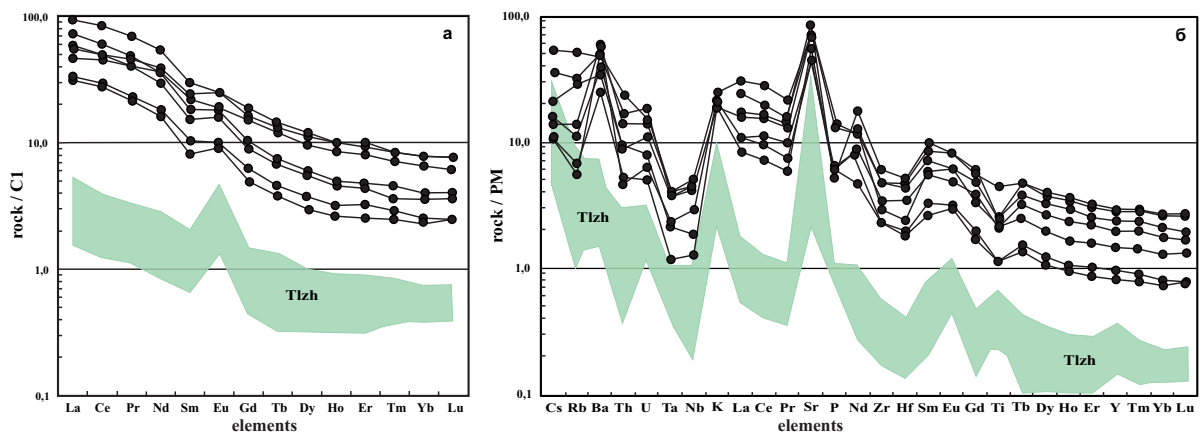 а
100,0
10,0
1,0
0,1
rock / C1
Tlzh
La Ce Pr Nd Sm Eu Gd Tb Dy Ho Er Tm Yb Lu
elements
б
100,0
10,0
1,0
0,1
rock / PM
Tlzh
Tlzh
Cs Rb Ba Th U Ta Nb K La Ce Pr Sr P Nd Zr Hf Sm Eu Gd Ti Tb Dy Ho Er Y Tm Yb Lu
elements